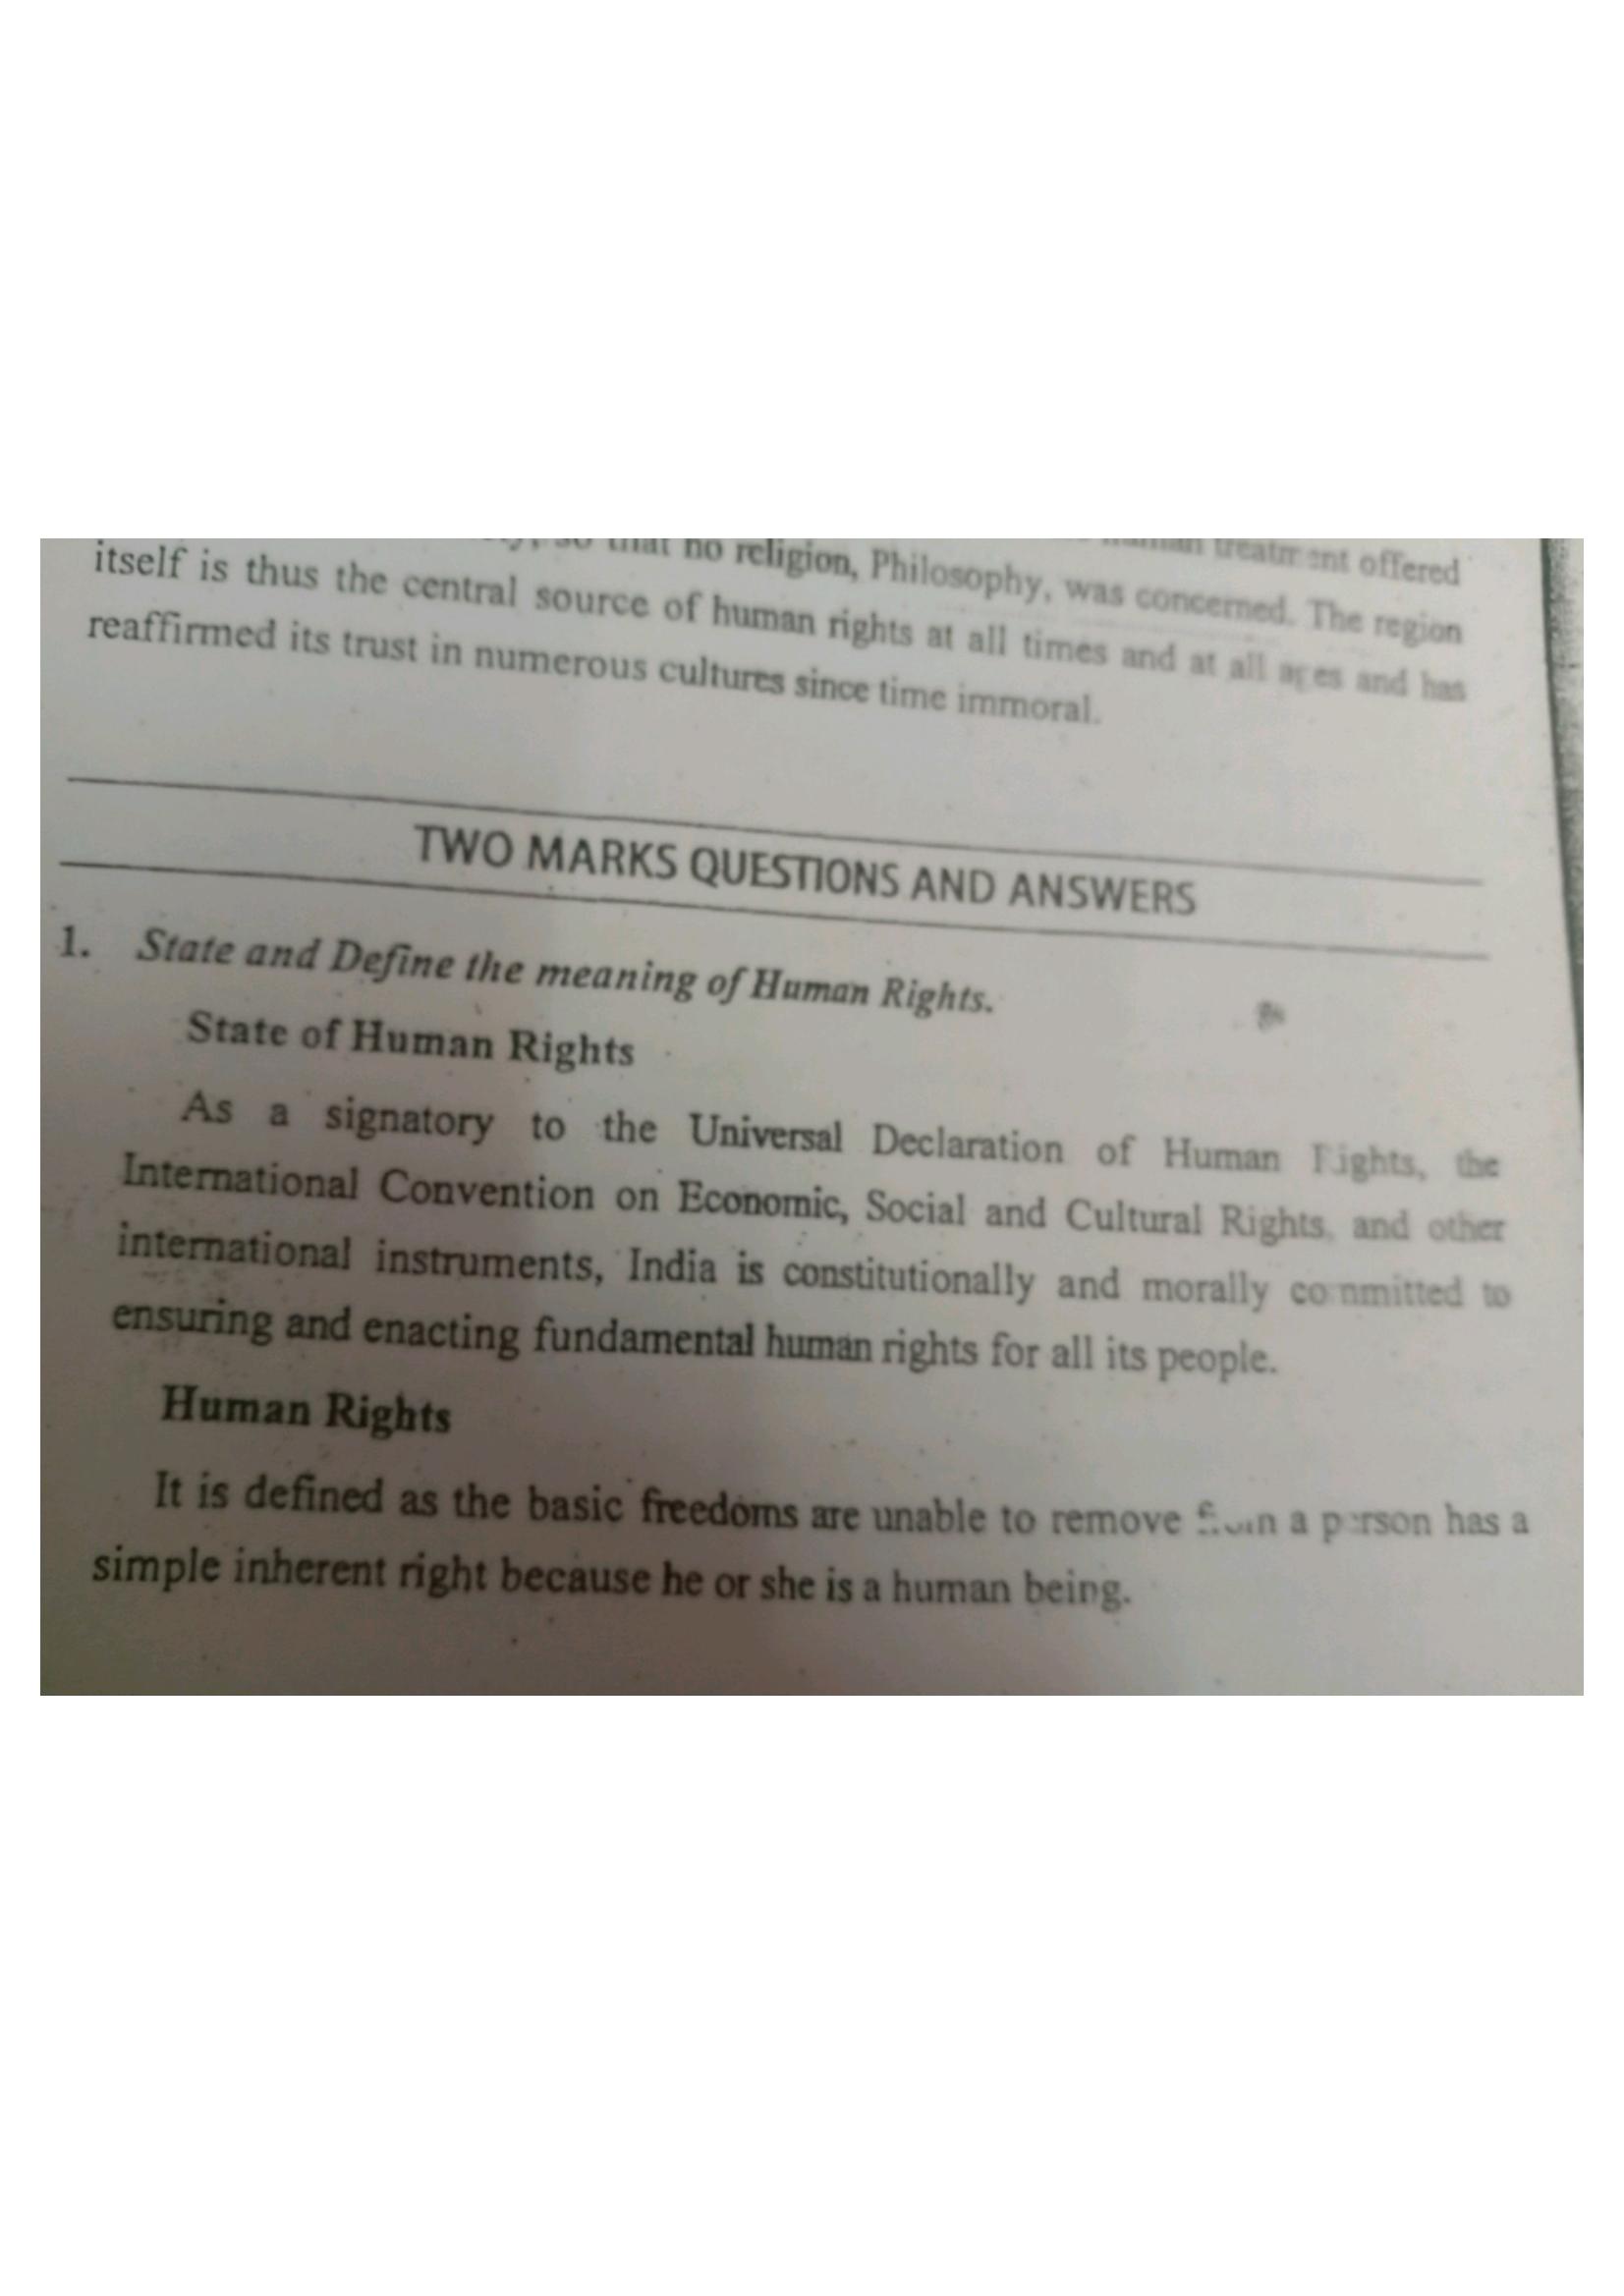 so that no religion, Philosophy, was concerned. The region
human treatment offered
itself is thus the central source of human rights at all times and at all ages and has
reaffirmed its trust in numerous cultures since time immoral.
TWO MARKS QUESTIONS AND ANSWERS
1. State and Define the meaning of Human Rights.
State of Human Rights
As a signatory to the Universal Declaration of Human Rights, the
International Convention on Economic, Social and Cultural Rights, and other
international instruments, India is constitutionally and morally committed to
ensuring and enacting fundamental human rights for all its people.
Human Rights
It is defined as the basic freedoms are unable to remove from a person has a
simple inherent right because he or she is a human being.